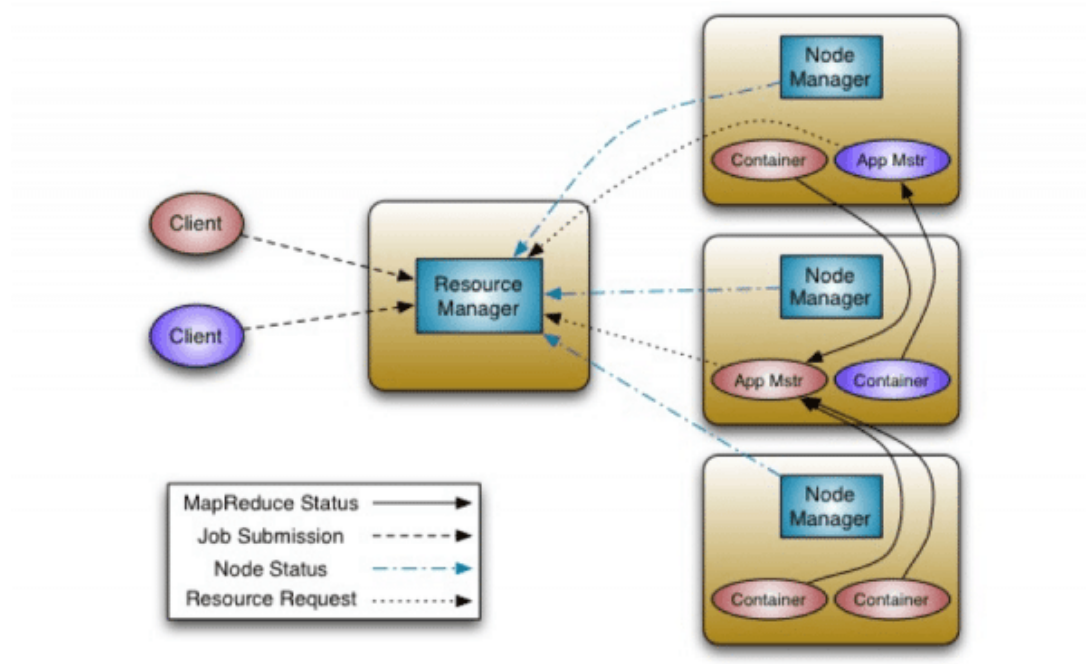 Node
Manager
Container
App Mstr
Client
Resource
Manager
Client
Node
Manager
App Mstr
Container
Node
Manager
Container
Container
MapReduce Status
Job Submission
Node Status
Resource Request